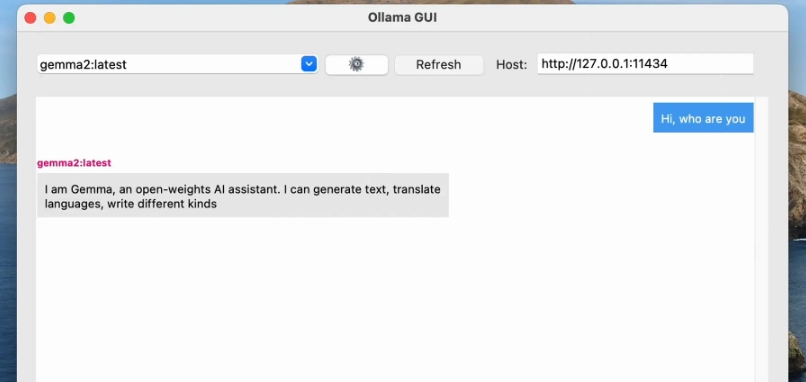 Ollama GUI
gemma2:latest
Refresh
Host:
http://127.0.0.1:11434
Hi, who are you
gemma2:latest
I am Gemma, an open-weights AI assistant. I can generate text, translate
languages, write different kinds